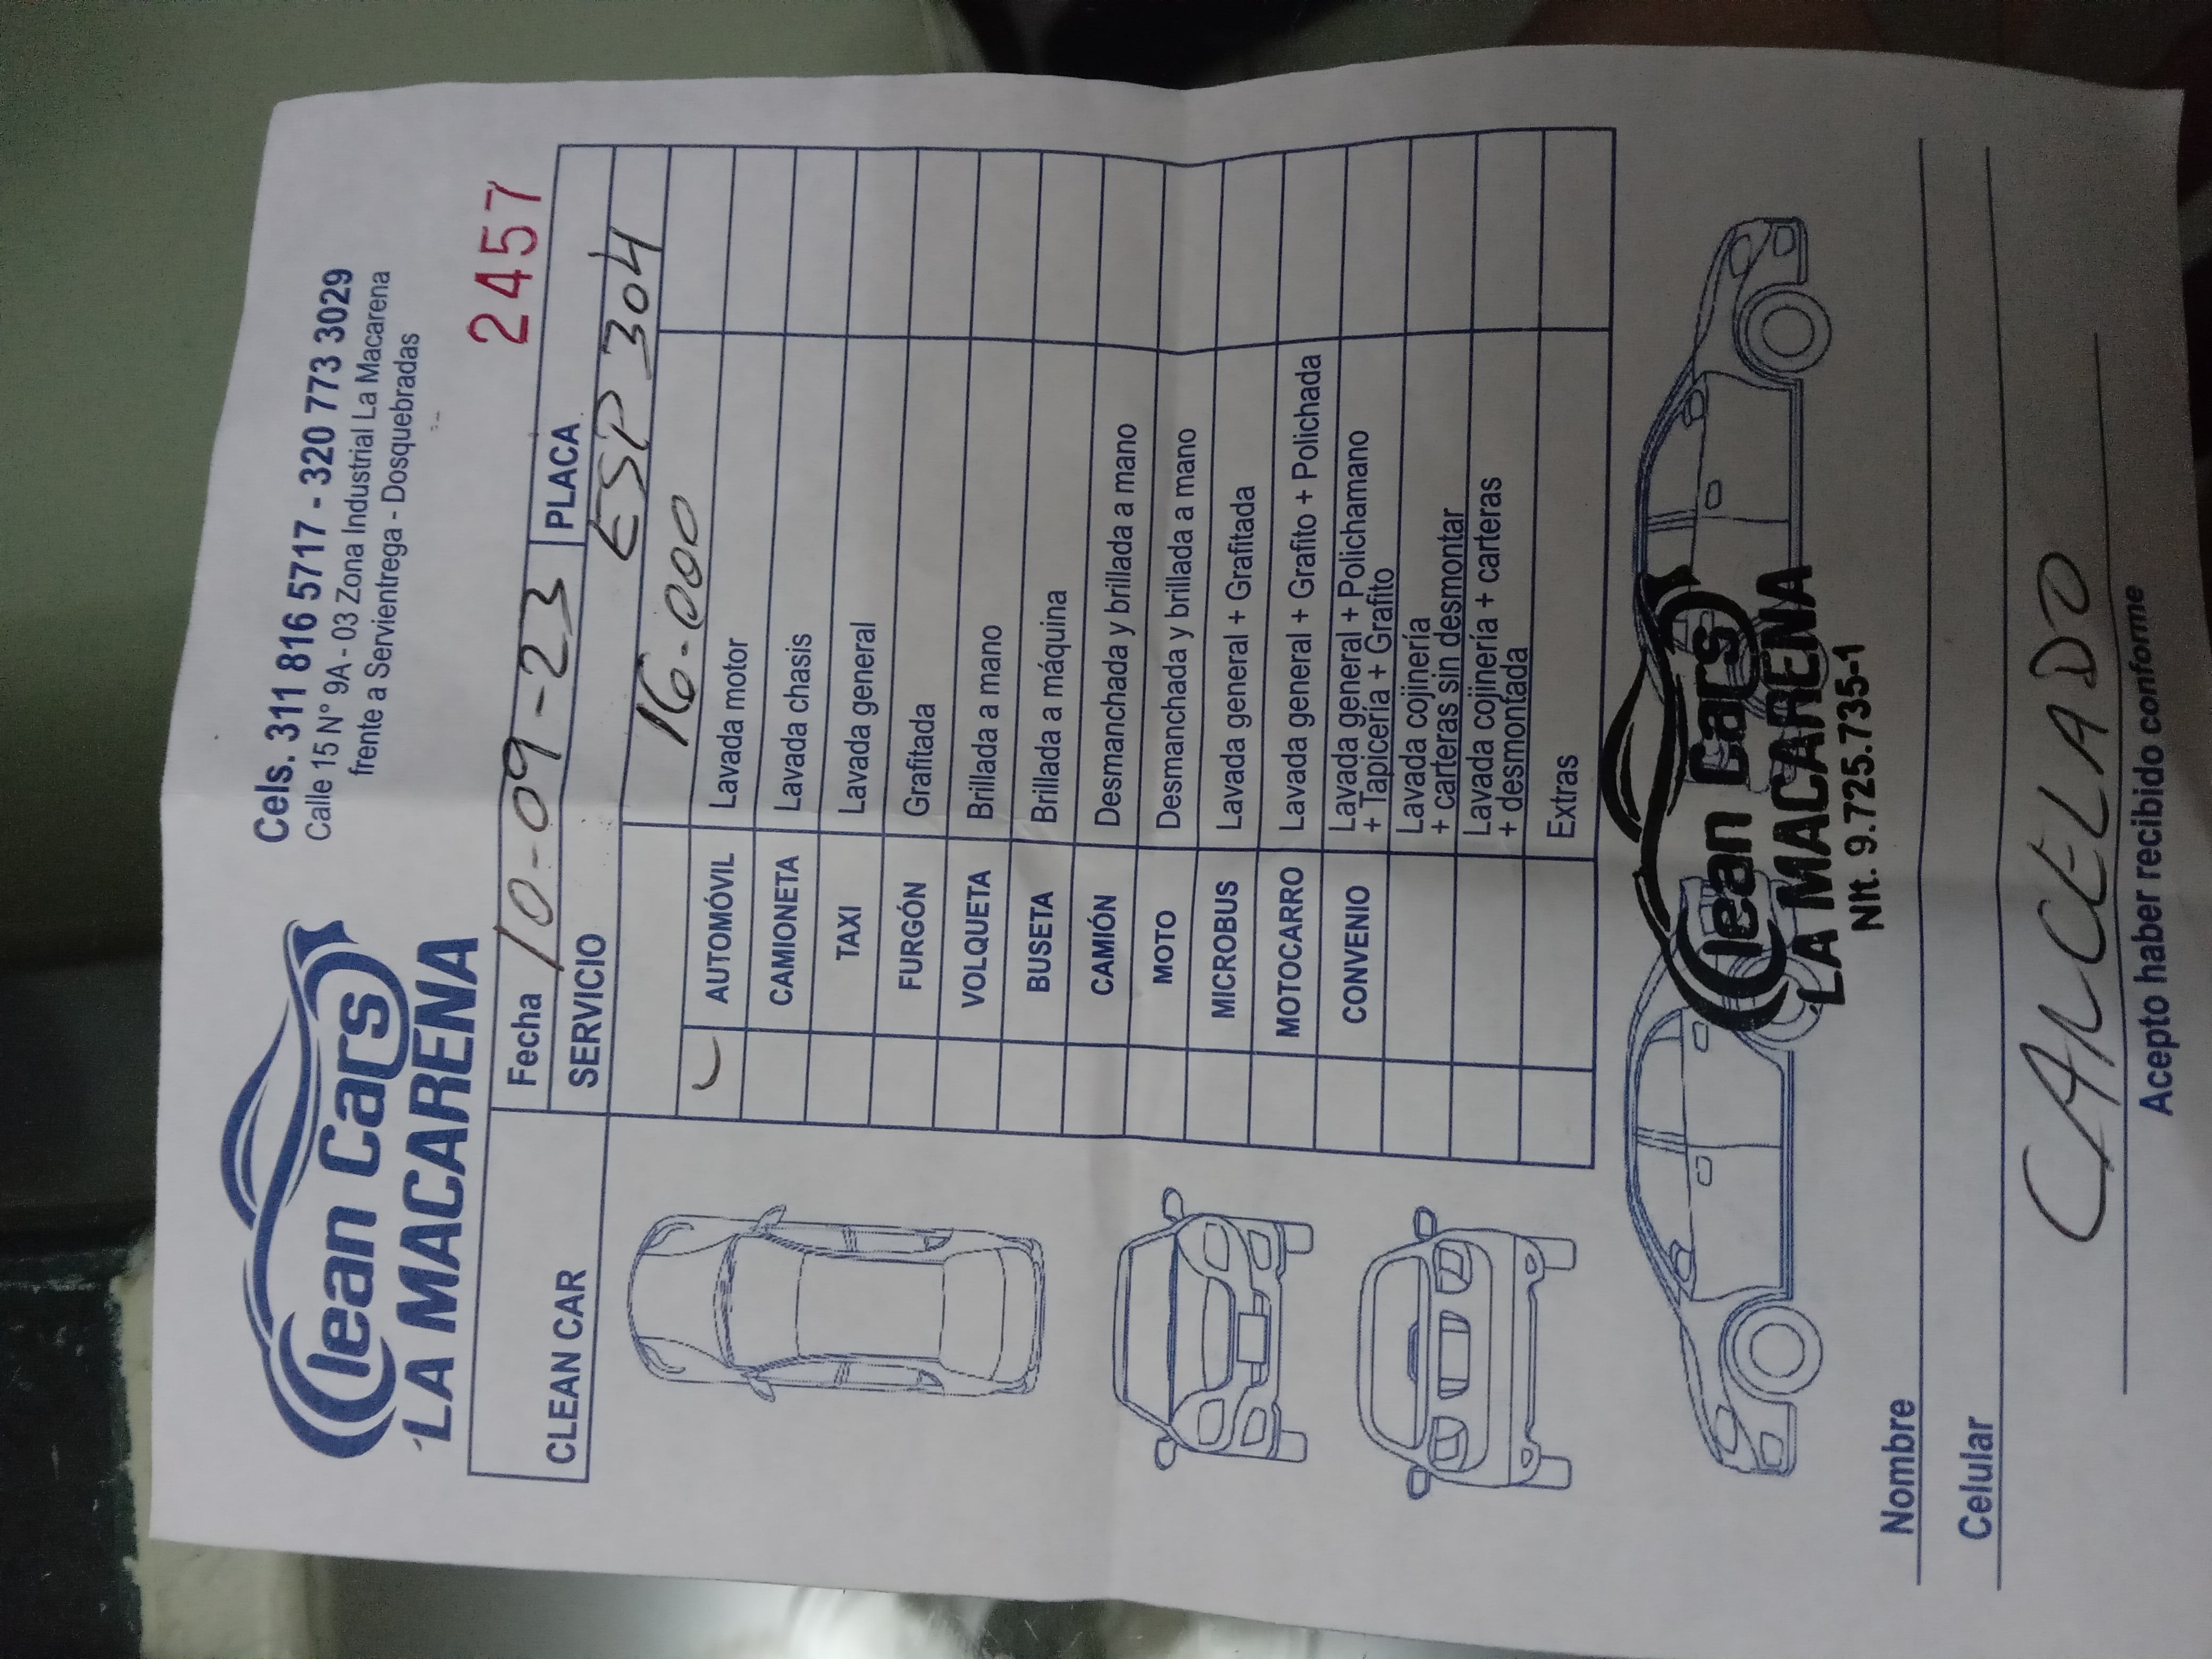 Clean Cars
LA MACARENA
Cels. 311 816 5717 - 320 773 3029
Calle 15 N° 9A - 03 Zona Industrial La Macarena
frente a Servientrega - Dosquebradas
2457
Fecha 10-09-23 PLACA
CLEAN CAR SERVICIO ESP 304
16.000
AUTOMÓVIL Lavada motor
CAMIONETA Lavada chasis
TAXI Lavada general
FURGÓN Grafitada
VOLQUETA Brillada a mano
BUSETA Brillada a máquina
CAMIÓN Desmanchada y brillada a mano
MOTO Desmanchada y brillada a mano
MICROBUS Lavada general + Grafitada
MOTOCARRO Lavada general + Grafito + Polichada
CONVENIO Lavada general + Polichamano
+ Tapicería + Grafito
Lavada cojinería
+ carteras sin desmontar
Lavada cojinería + carteras
+ desmontada
Extras
Clean Cars
LA MACARENA
NIt. 9.725.735-1
Nombre
Celular
CANCELADO
Acepto haber recibido conforme